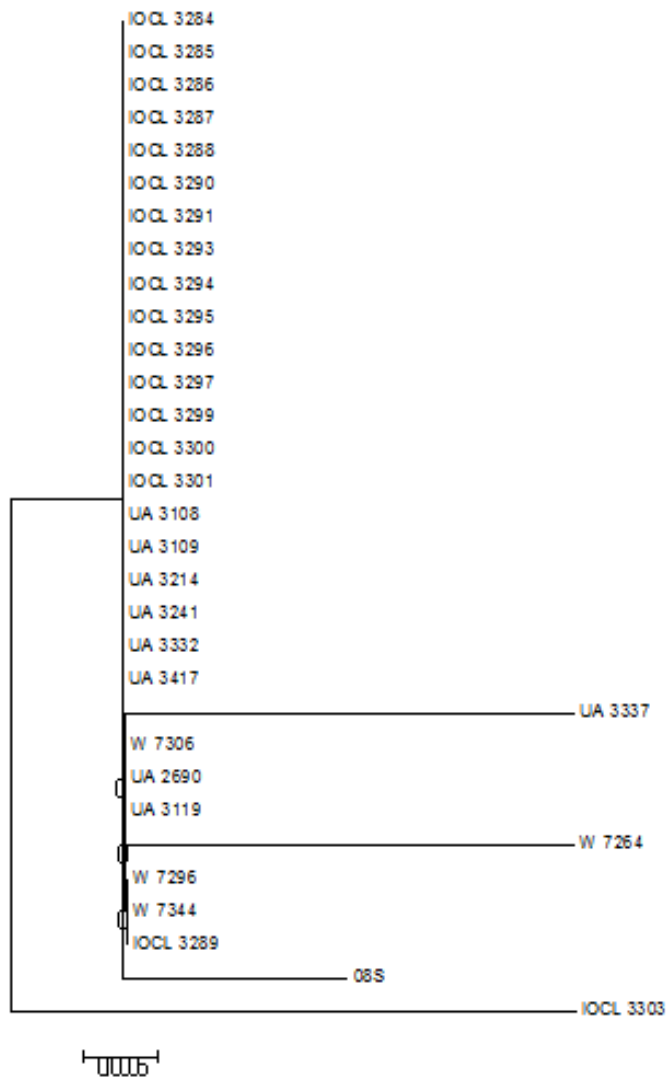 IOCL 3284
IOCL 3285
IOCL 3286
IOCL 3287
IOCL 3288
IOCL 3290
IOCL 3291
IOCL 3293
IOCL 3294
IOCL 3295
IOCL 3296
IOCL 3297
IOCL 3299
IOCL 3300
IOCL 3301
UA 3108
UA 3109
UA 3214
UA 3241
UA 3332
UA 3417
UA 3337
W 7306
UA 2690
UA 3119
W 7264
W 7296
W 7344
IOCL 3289
08S
IOCL 3303